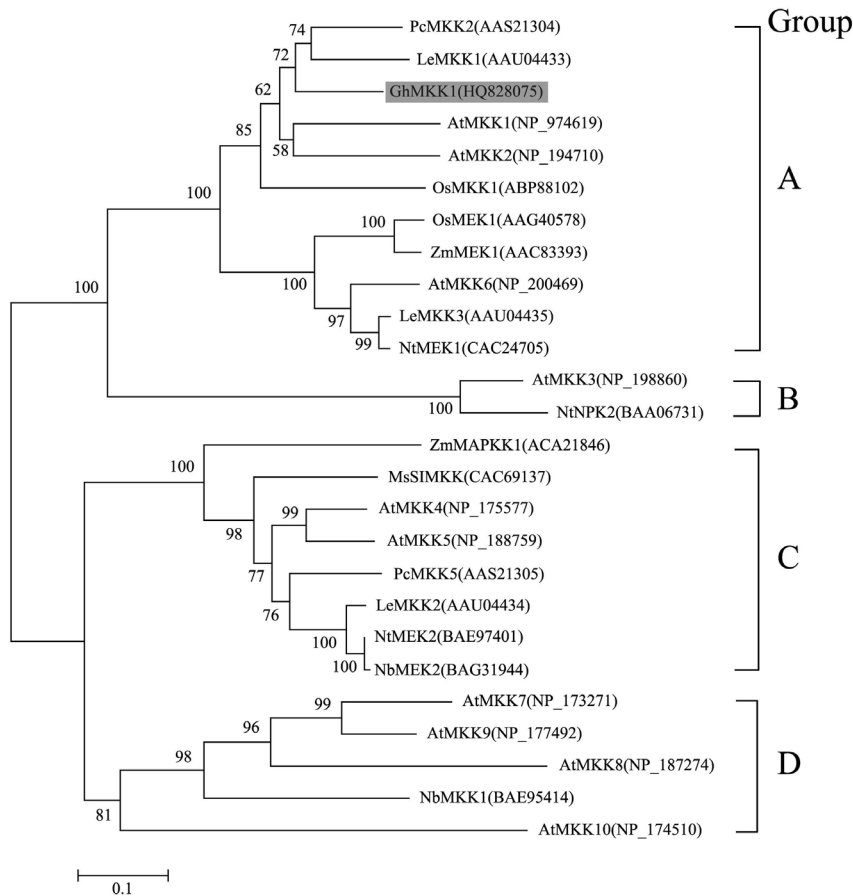 Group
74
PcMKK2(AAS21304)
72
LeMKK1(AAU04433)
62
GhMKK1(HQ828075)
85
AtMKK1(NP_974619)
58
AtMKK2(NP_194710)
A
100
OsMKK1(ABP88102)
100
OsMEK1(AAG40578)
ZmMEK1(AAC83393)
100
100
AtMKK6(NP_200469)
97
LeMKK3(AAU04435)
99
NtMEK1(CAC24705)
AtMKK3(NP_198860)
B
100
NtNPK2(BAA06731)
ZmMAPKK1(ACA21846)
100
MsSIMKK(CAC69137)
98
99
AtMKK4(NP_175577)
AtMKK5(NP_188759)
C
77
PcMKK5(AAS21305)
76
LeMKK2(AAU04434)
100
NtMEK2(BAE97401)
100
NbMEK2(BAG31944)
99
AtMKK7(NP_173271)
96
AtMKK9(NP_177492)
98
AtMKK8(NP_187274)
D
NbMKK1(BAE95414)
81
AtMKK10(NP_174510)
0.1